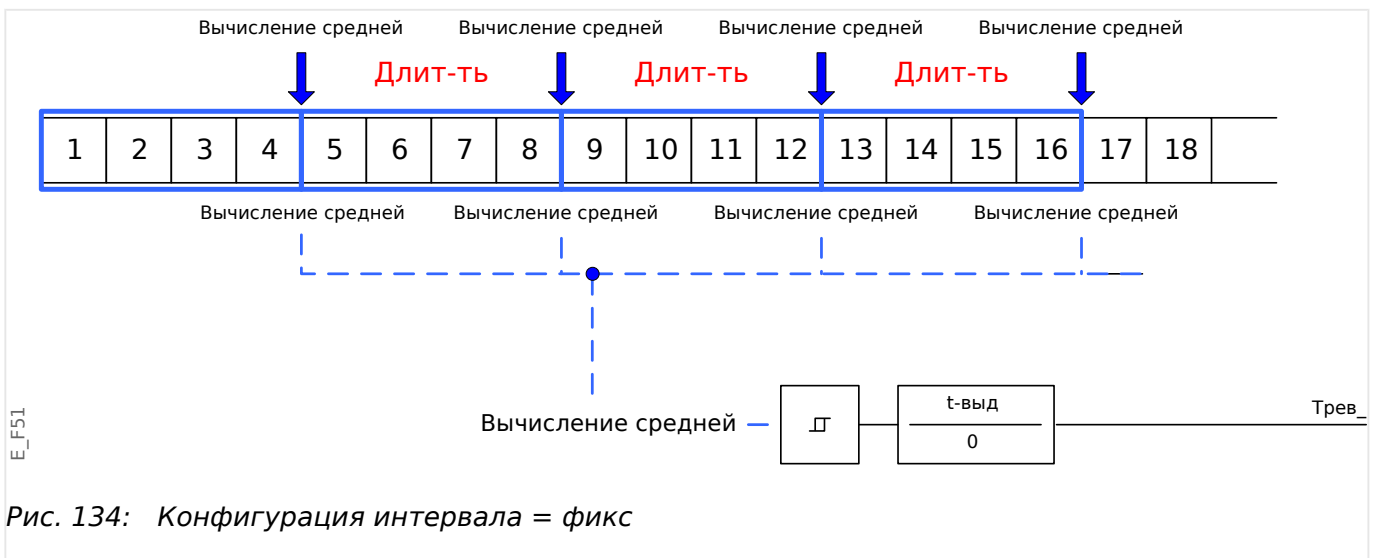 Вычисление средней Вычисление средней Вычисление средней Вычисление средней
Длит-ть Длит-ть Длит-ть
1 2 3 4 5 6 7 8 9 10 11 12 13 14 15 16 17 18
Вычисление средней Вычисление средней Вычисление средней Вычисление средней
Вычисление средней
t-выд
0
Трев_
E_F51
Рис. 134: Конфигурация интервала = фикс